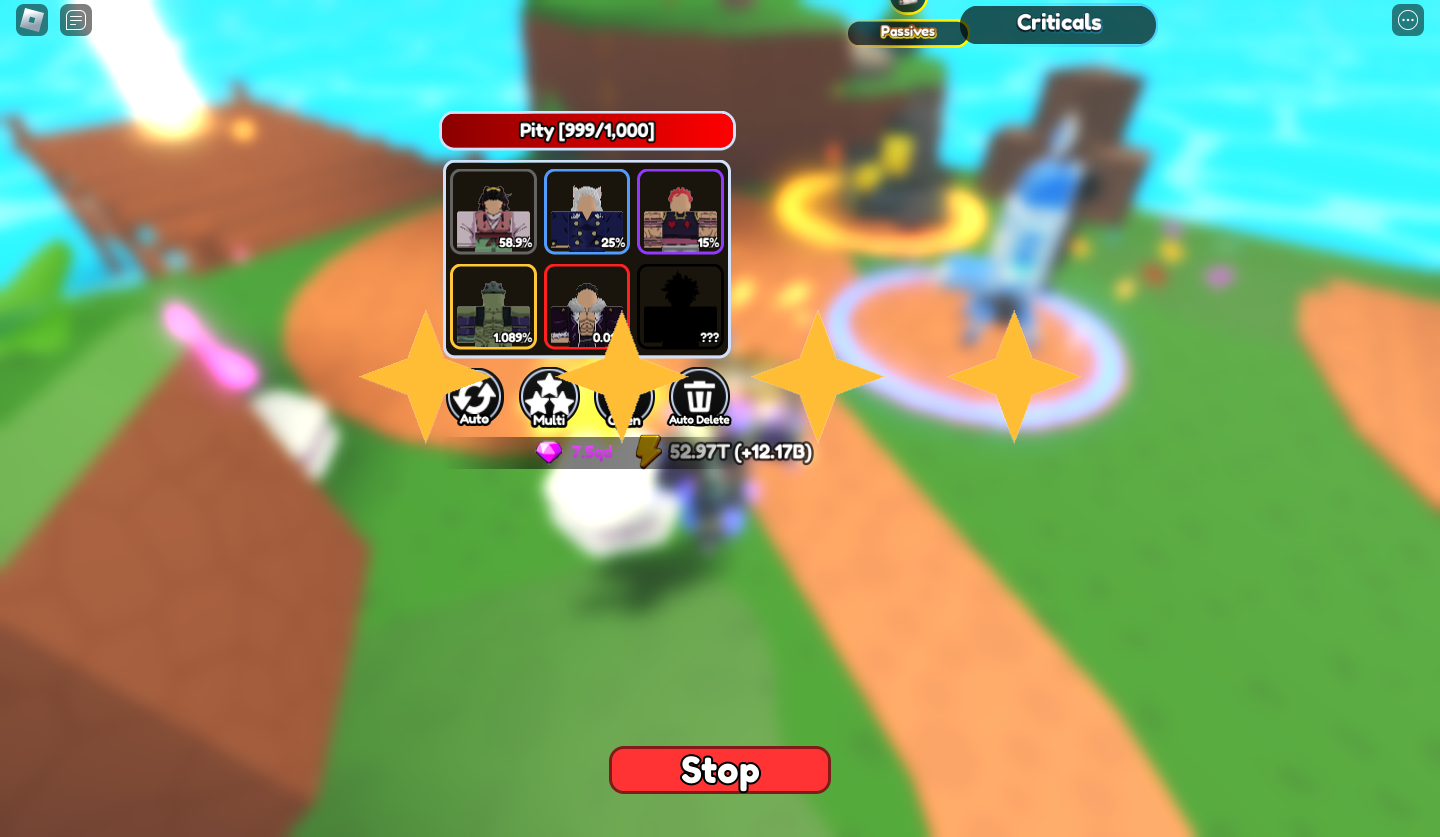 Passives
Criticals
Pity [999/1,000]
58.9%
25%
15%
1.089%
???
Auto
Multi
Auto Delete
52.97T (+12.17B)
Stop